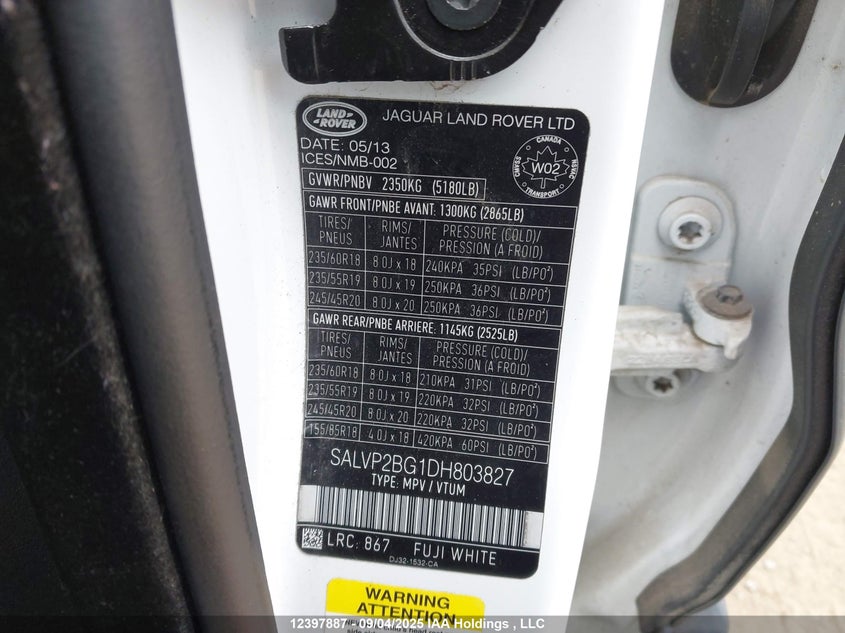 LAND ROVER
JAGUAR LAND ROVER LTD
DATE: 05/13
ICES/NMB-002
CANADA
W02
TRANSPORT
GVWR/PNBV 2350KG (5180LB)
GAWR FRONT/PNBE AVANT: 1300KG (2865LB)
TIRES/ PNEUS RIMS/ JANTES PRESSURE (COLD)/ PRESSION (A FROID)
235/60R18 8.0J x 18 240KPA 35PSI (LB/PO²)
235/55R19 8.0J x 19 250KPA 36PSI (LB/PO²)
245/45R20 8.0J x 20 250KPA 36PSI (LB/PO²)
GAWR REAR/PNBE ARRIERE: 1145KG (2525LB)
TIRES/ PNEUS RIMS/ JANTES PRESSURE (COLD)/ PRESSION (A FROID)
235/60R18 8.0J x 18 210KPA 31PSI (LB/PO²)
235/55R19 8.0J x 19 220KPA 32PSI (LB/PO²)
245/45R20 8.0J x 20 220KPA 32PSI (LB/PO²)
155/85R18 4.0J x 18 420KPA 60PSI (LB/PO²)
SALVP2BG1DH803827
TYPE: MPV / VTUM
LRC: 867 FUJI WHITE
DJ32-1532-CA
WARNING
ATTENTION
12397887 - 09/04/2025 IAA Holdings , LLC